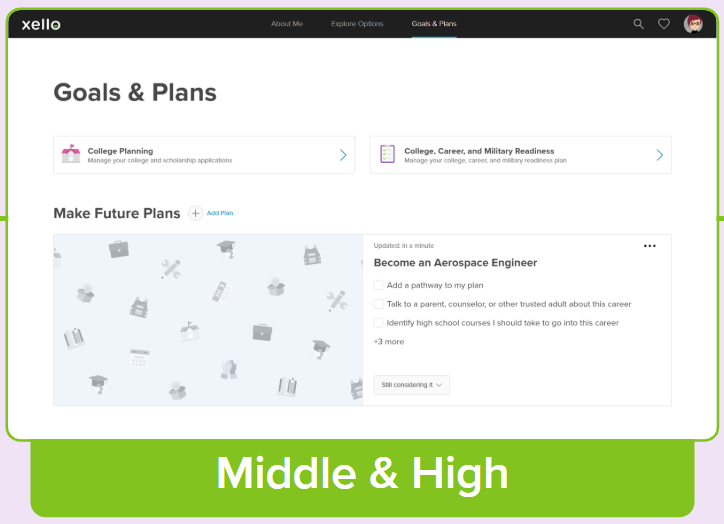 xello
About Me
Explore Options
Goals & Plans
Goals & Plans
College Planning
Manage your college and scholarship applications
College, Career, and Military Readiness
Manage your college, career, and military readiness plan
Make Future Plans
Add Plan
Updated: In a minute
Become an Aerospace Engineer
Add a pathway to my plan
Talk to a parent, counselor, or other trusted adult about this career
Identify high school courses I should take to go into this career
+3 more
Still considering it
Middle & High